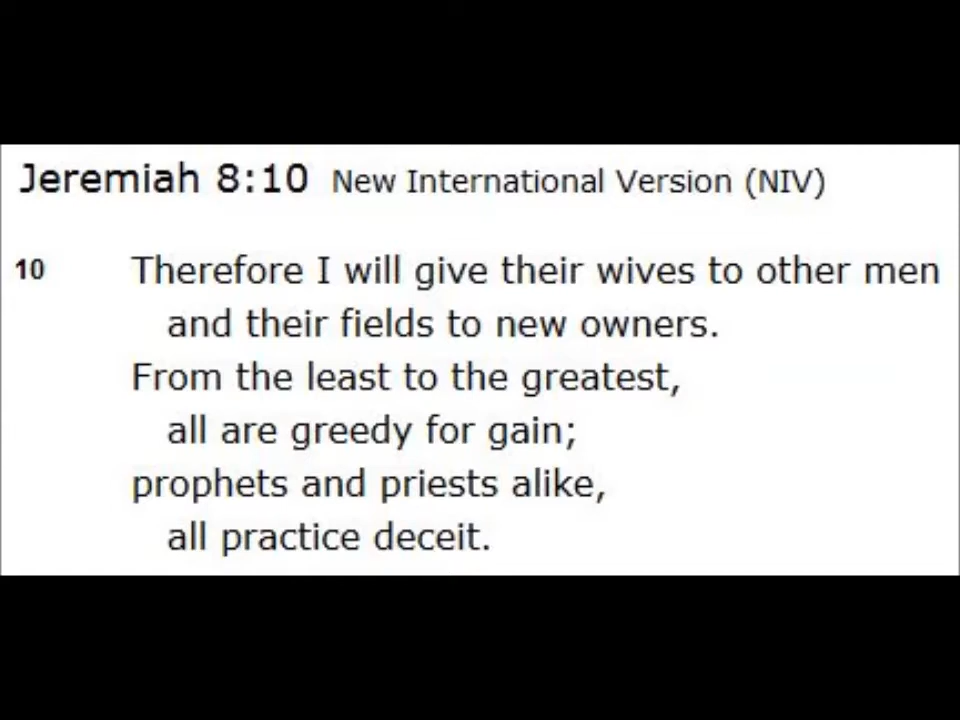 Jeremiah 8:10 New International Version (NIV)
10 Therefore I will give their wives to other men
and their fields to new owners.
From the least to the greatest,
all are greedy for gain;
prophets and priests alike,
all practice deceit.